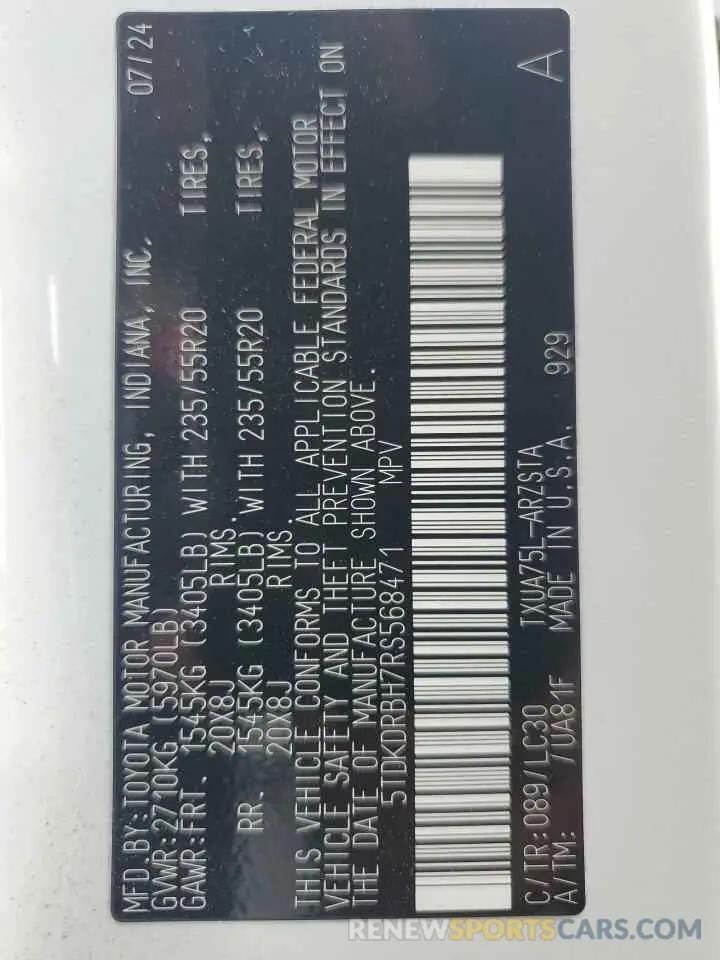 MFD.BY:TOYOTA MOTOR MANUFACTURING, INDIANA, INC. 07/24
GVWR:2710KG (5970LB)
GAWR:FRT. 1545KG (3405LB) WITH 235/55R20 TIRES,
20X8J RIMS.
RR. 1545KG (3405LB) WITH 235/55R20 TIRES,
20X8J RIMS.
THIS VEHICLE CONFORMS TO ALL APPLICABLE FEDERAL MOTOR
VEHICLE SAFETY AND THEFT PREVENTION STANDARDS IN EFFECT ON
THE DATE OF MANUFACTURE SHOWN ABOVE.
5TDKDRBH7RS568471 MPV
C/TR:089/LC30 TXUA75L-ARZSTA A
A/TM: /UA81F MADE IN U.S.A. 929
RENEWSPORTSCARS.COM